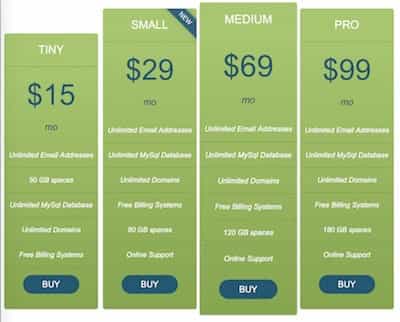 TINY
$15
mo
Unlimited Email Addresses
50 GB spaces
Unlimited MySql Database
Unlimited Domains
Free Billing Systems
BUY
SMALL
NEW
$29
mo
Unlimited Email Addresses
Unlimited MySql Database
Unlimited Domains
Free Billing Systems
80 GB spaces
Online Support
BUY
MEDIUM
$69
mo
Unlimited Email Addresses
Unlimited MySql Database
Unlimited Domains
Free Billing Systems
120 GB spaces
Online Support
BUY
PRO
$99
mo
Unlimited Email Addresses
Unlimited MySql Database
Unlimited Domains
Free Billing Systems
180 GB spaces
Online Support
BUY